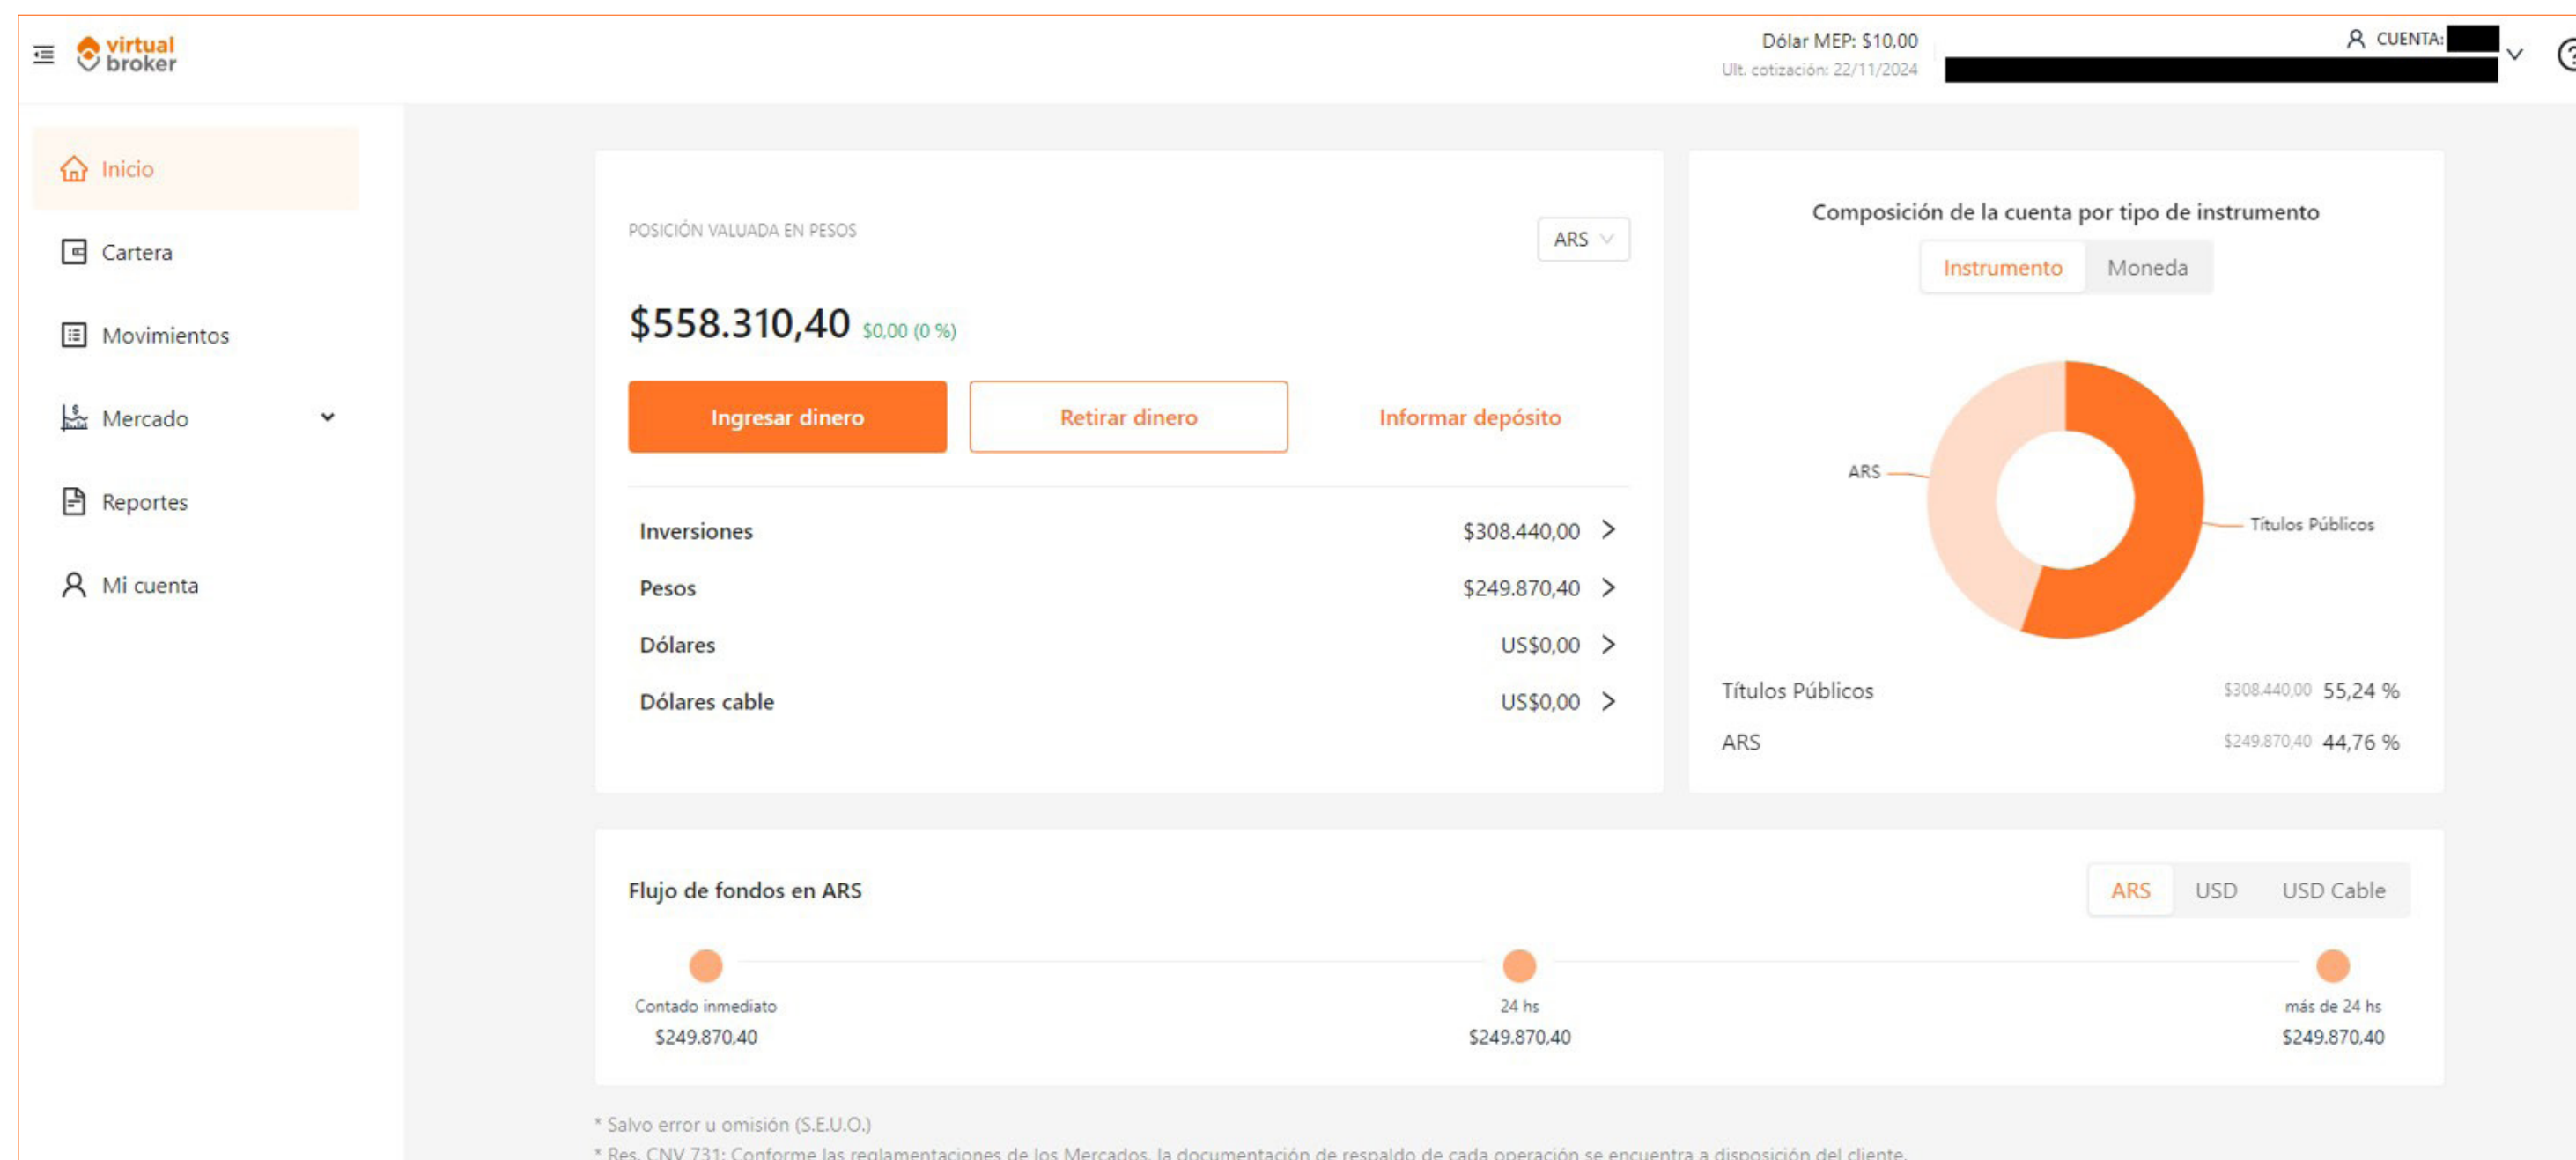 virtual
broker
Dólar MEP: $10,00
Ult. cotización: 22/11/2024
CUENTA:
Inicio
Cartera
Movimientos
Mercado
Reportes
Mi cuenta
POSICIÓN VALUADA EN PESOS
ARS
$558.310,40 $0,00 (0 %)
Ingresar dinero Retirar dinero Informar depósito
Inversiones $308.440,00
Pesos $249.870,40
Dólares US$0,00
Dólares cable US$0,00
Composición de la cuenta por tipo de instrumento
Instrumento Moneda
ARS
Títulos Públicos
Títulos Públicos $308.440,00 55,24 %
ARS $249.870,40 44,76 %
Flujo de fondos en ARS
ARS USD USD Cable
Contado inmediato 24 hs más de 24 hs
$249.870,40 $249.870,40 $249.870,40
* Salvo error u omisión (S.E.U.O.)
* Res. CNV 731: Conforme las reglamentaciones de los Mercados, la documentación de respaldo de cada operación se encuentra a disposición del cliente.